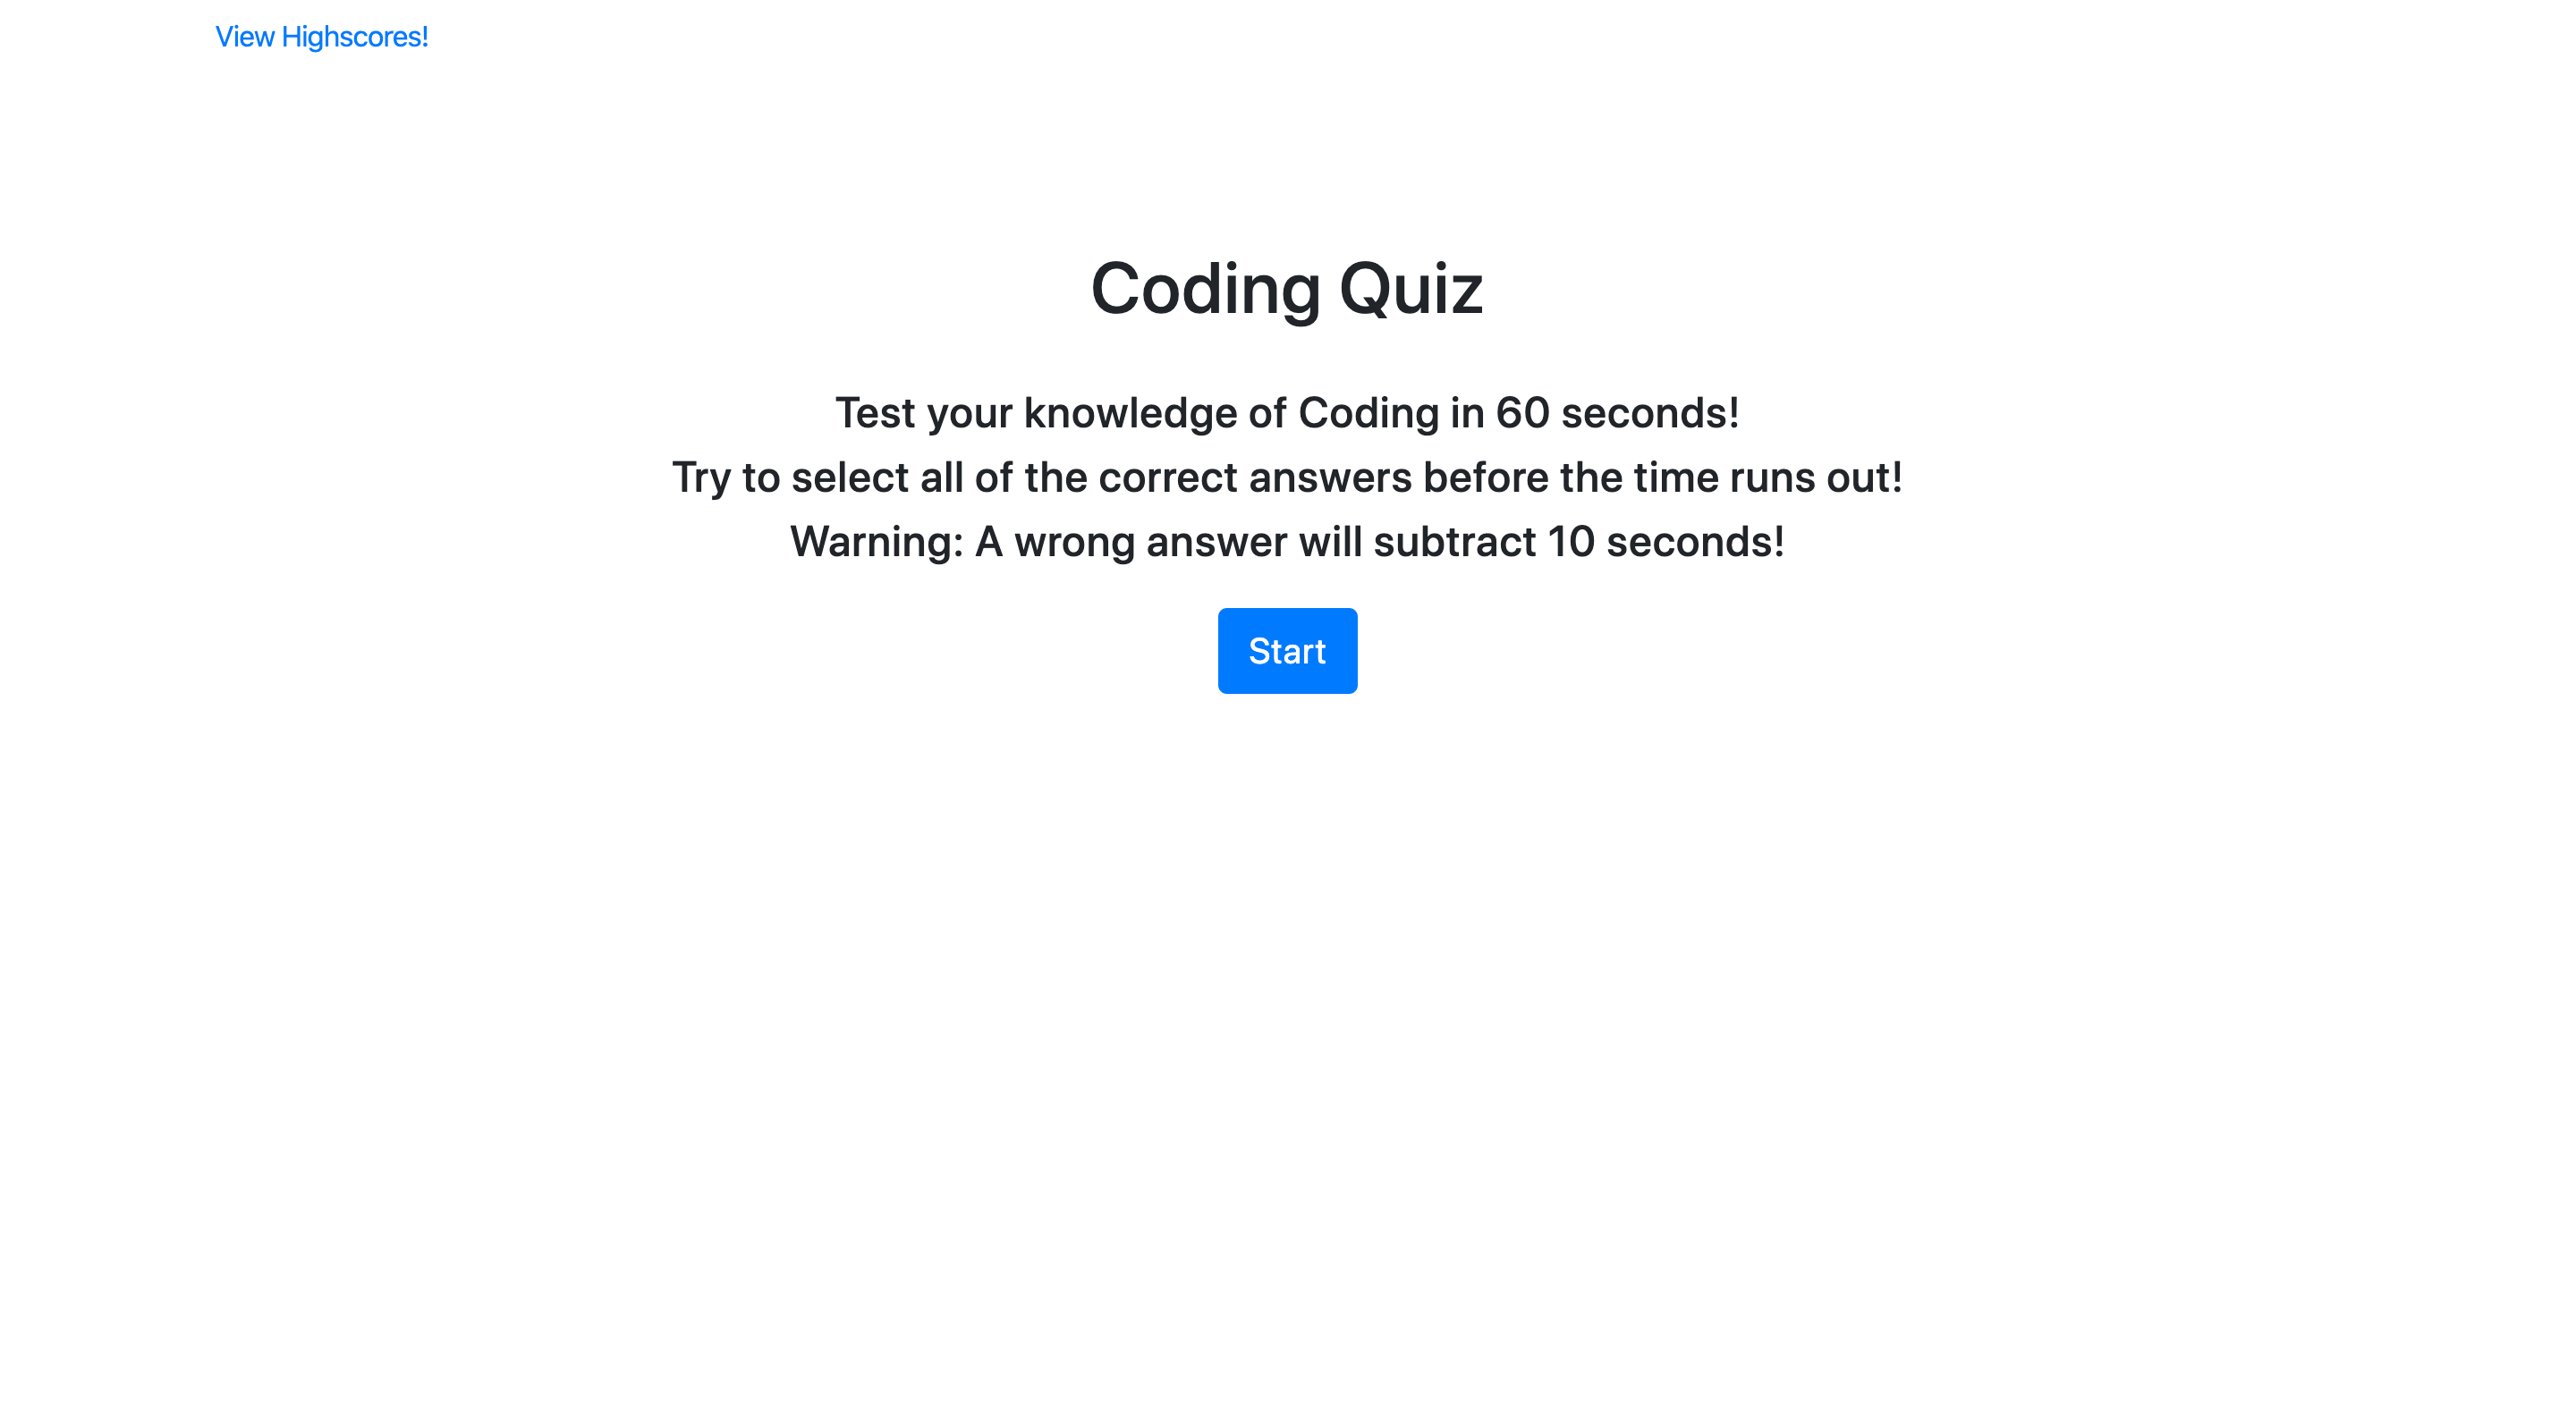 View Highscores!
Coding Quiz
Test your knowledge of Coding in 60 seconds!
Try to select all of the correct answers before the time runs out!
Warning: A wrong answer will subtract 10 seconds!
Start